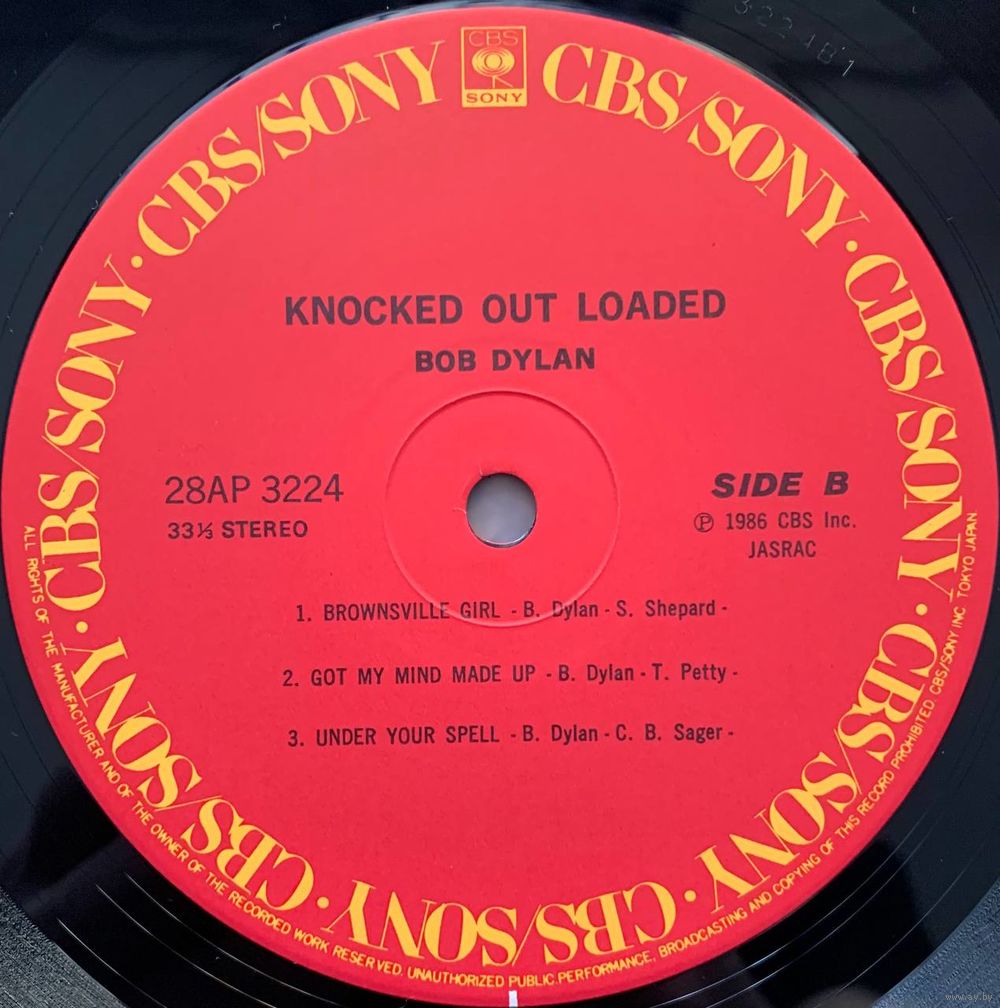 CBS
SONY
CBS/SONY · CBS/SONY · CBS/SONY · CBS/SONY · CBS/SONY · CBS/SONY · CBS/SONY · CBS/SONY
KNOCKED OUT LOADED
BOB DYLAN
28AP 3224
33⅓ STEREO
SIDE B
℗ 1986 CBS Inc.
JASRAC
1. BROWNSVILLE GIRL - B. Dylan - S. Shepard -
2. GOT MY MIND MADE UP - B. Dylan - T. Petty -
3. UNDER YOUR SPELL - B. Dylan - C. B. Sager -
ALL RIGHTS OF THE MANUFACTURER AND OF THE OWNER OF THE RECORDED WORK RESERVED. UNAUTHORIZED PUBLIC PERFORMANCE, BROADCASTING AND COPYING OF THIS RECORD PROHIBITED. CBS/SONY INC. TOKYO JAPAN.
www.ay.by